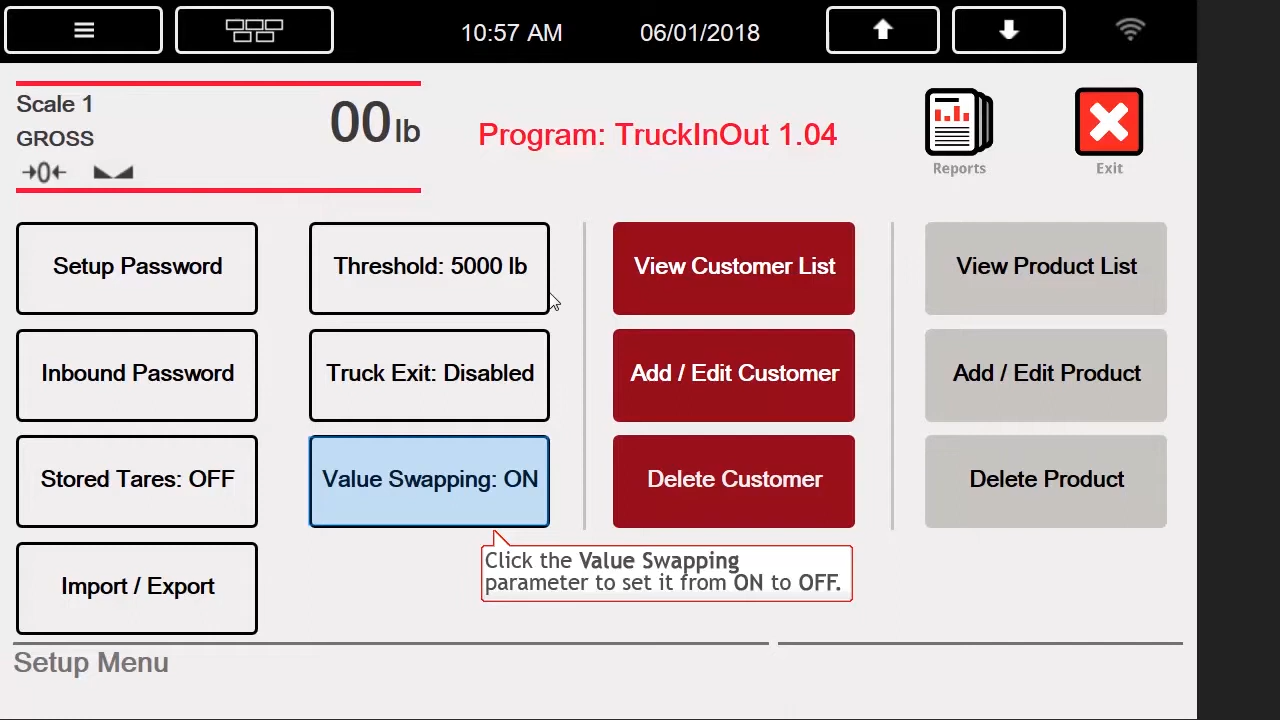 10:57 AM
06/01/2018
Scale 1
GROSS
→0←
00 lb
Program: TruckInOut 1.04
Reports
Exit
Setup Password
Threshold: 5000 lb
View Customer List
View Product List
Inbound Password
Truck Exit: Disabled
Add / Edit Customer
Add / Edit Product
Stored Tares: OFF
Value Swapping: ON
Delete Customer
Delete Product
Click the Value Swapping
parameter to set it from ON to OFF.
Import / Export
Setup Menu